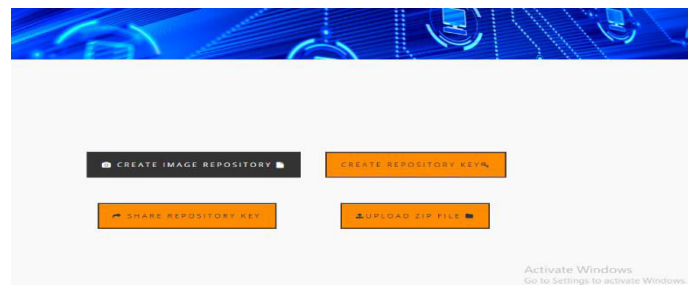 CREATE IMAGE REPOSITORY
CREATE REPOSITORY KEY
SHARE REPOSITORY KEY
UPLOAD ZIP FILE
Activate Windows
Go to Settings to activate Windows.